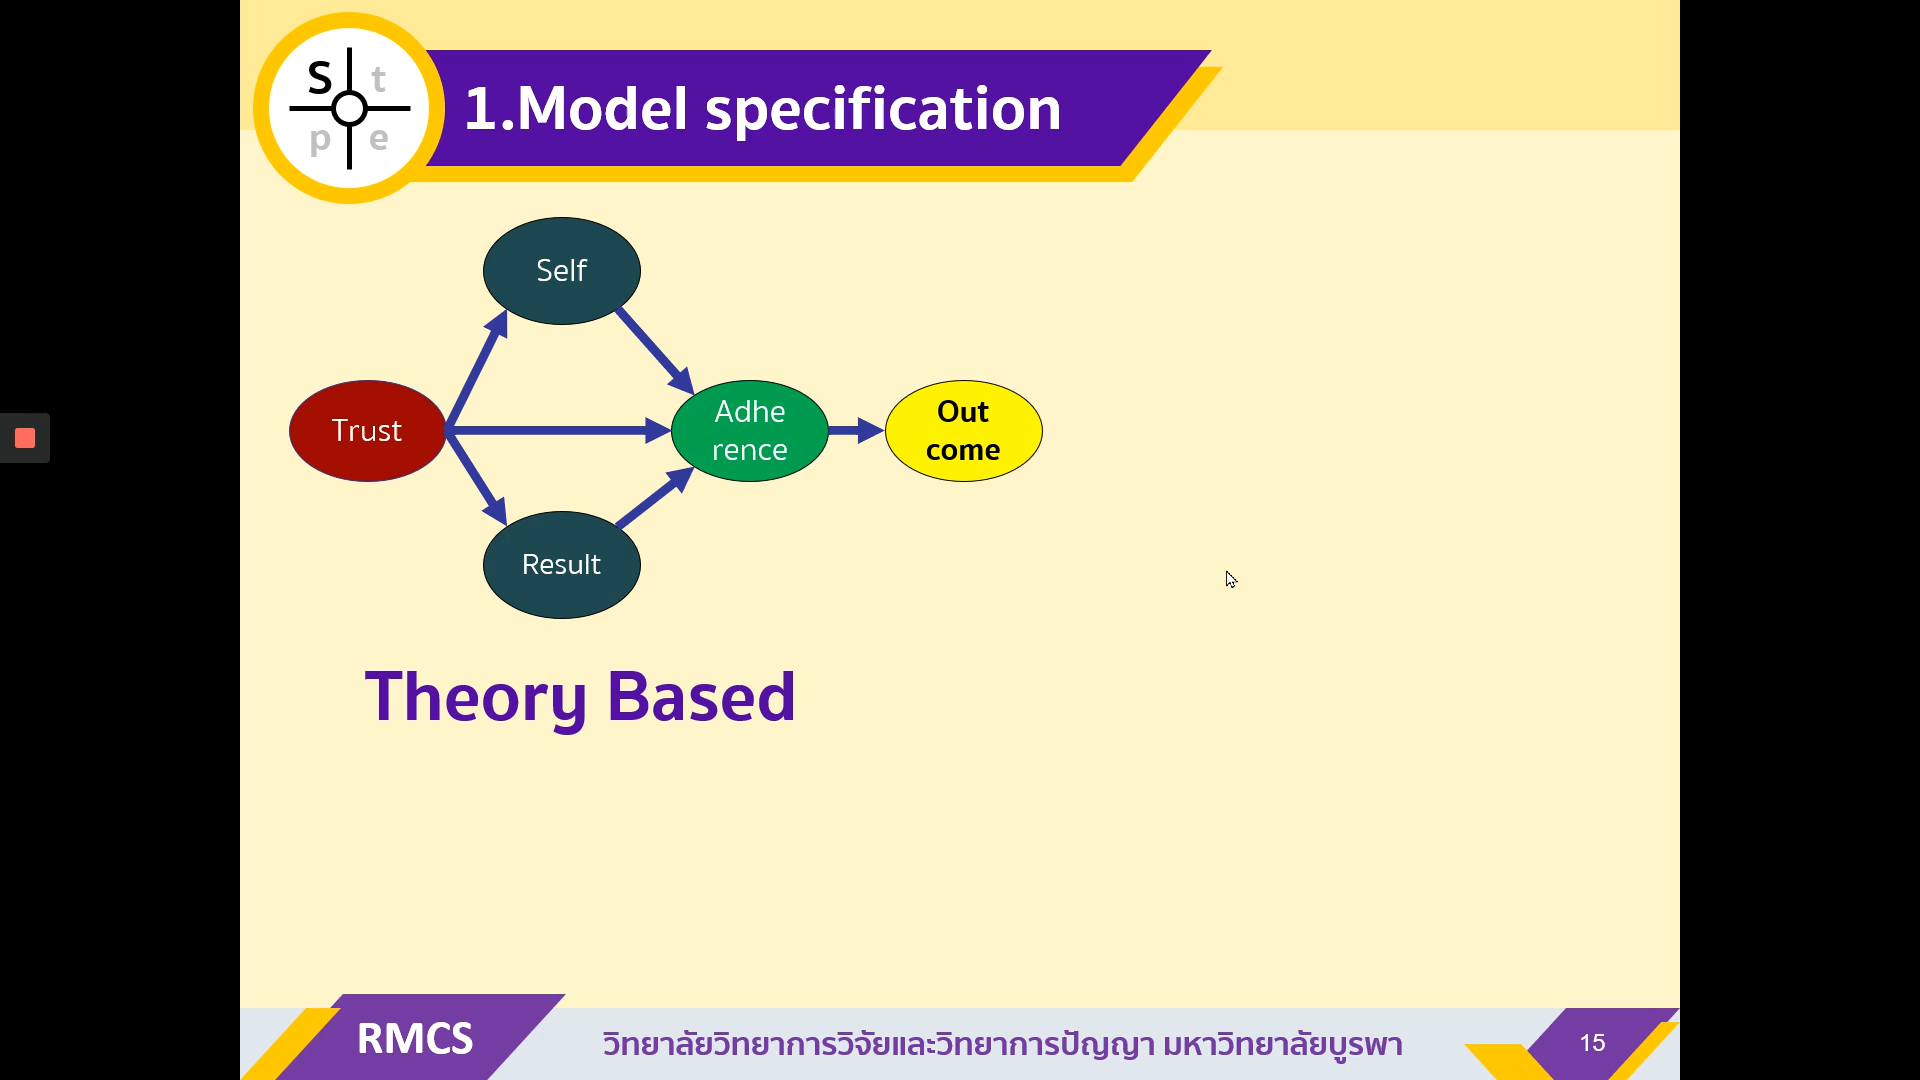 S t
p e
1.Model specification
Self
Trust
Adhe
rence
Out
come
Result
Theory Based
RMCS
วิทยาลัยวิทยาการวิจัยและวิทยาการปัญญา มหาวิทยาลัยบูรพา
15